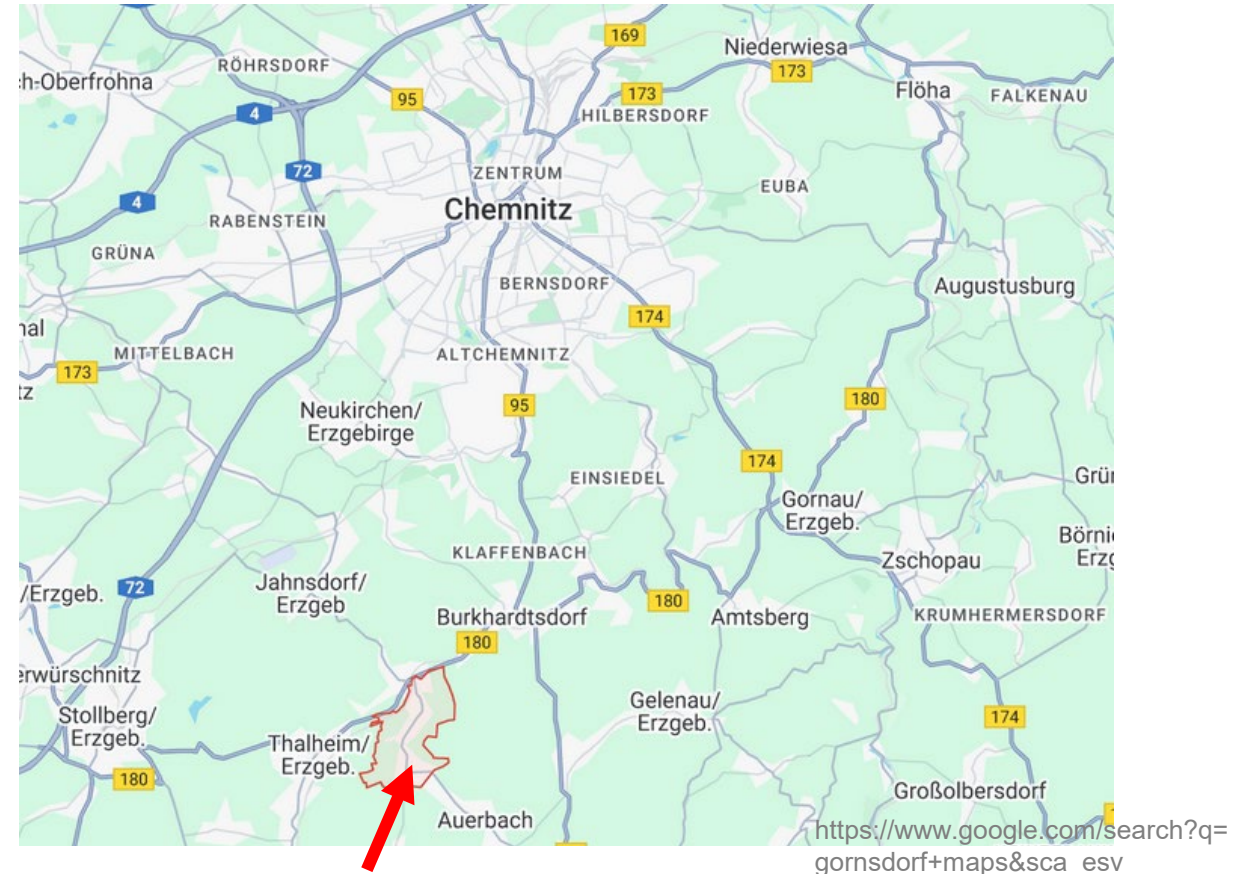 169
Niederwiesa
173
RÖHRSDORF
ch-Oberfrohna
95
173
Flöha
FALKENAU
4
HILBERSDORF
72
ZENTRUM
EUBA
4
Chemnitz
RABENSTEIN
GRÜNA
BERNSDORF
Augustusburg
174
nal
MITTELBACH
ALTCHEMNITZ
173
tz
180
95
Neukirchen/
Erzgebirge
174
EINSIEDEL
Grün
Gornau/
Erzgeb.
Börni
Erzg
KLAFFENBACH
Zschopau
72
Jahnsdorf/
Erzgeb
/Erzgeb.
180
Burkhardtsdorf
Amtsberg
KRUMHERMERSDORF
180
erwürschnitz
Gelenau/
Erzgeb.
Stollberg/
Erzgeb.
174
Thalheim/
Erzgeb.
180
Großolbersdorf
Auerbach
https://www.google.com/search?q=
gornsdorf+maps&sca_esv